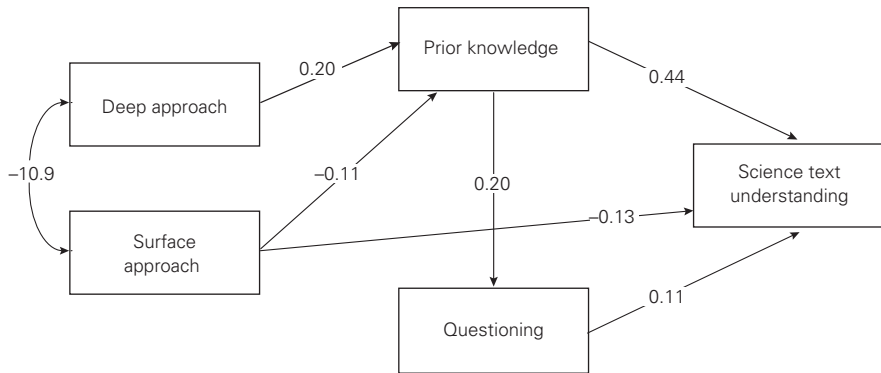 Prior knowledge
0.20
0.44
Deep approach
–10.9
–0.11
0.20
Science text
understanding
–0.13
Surface
approach
0.11
Questioning